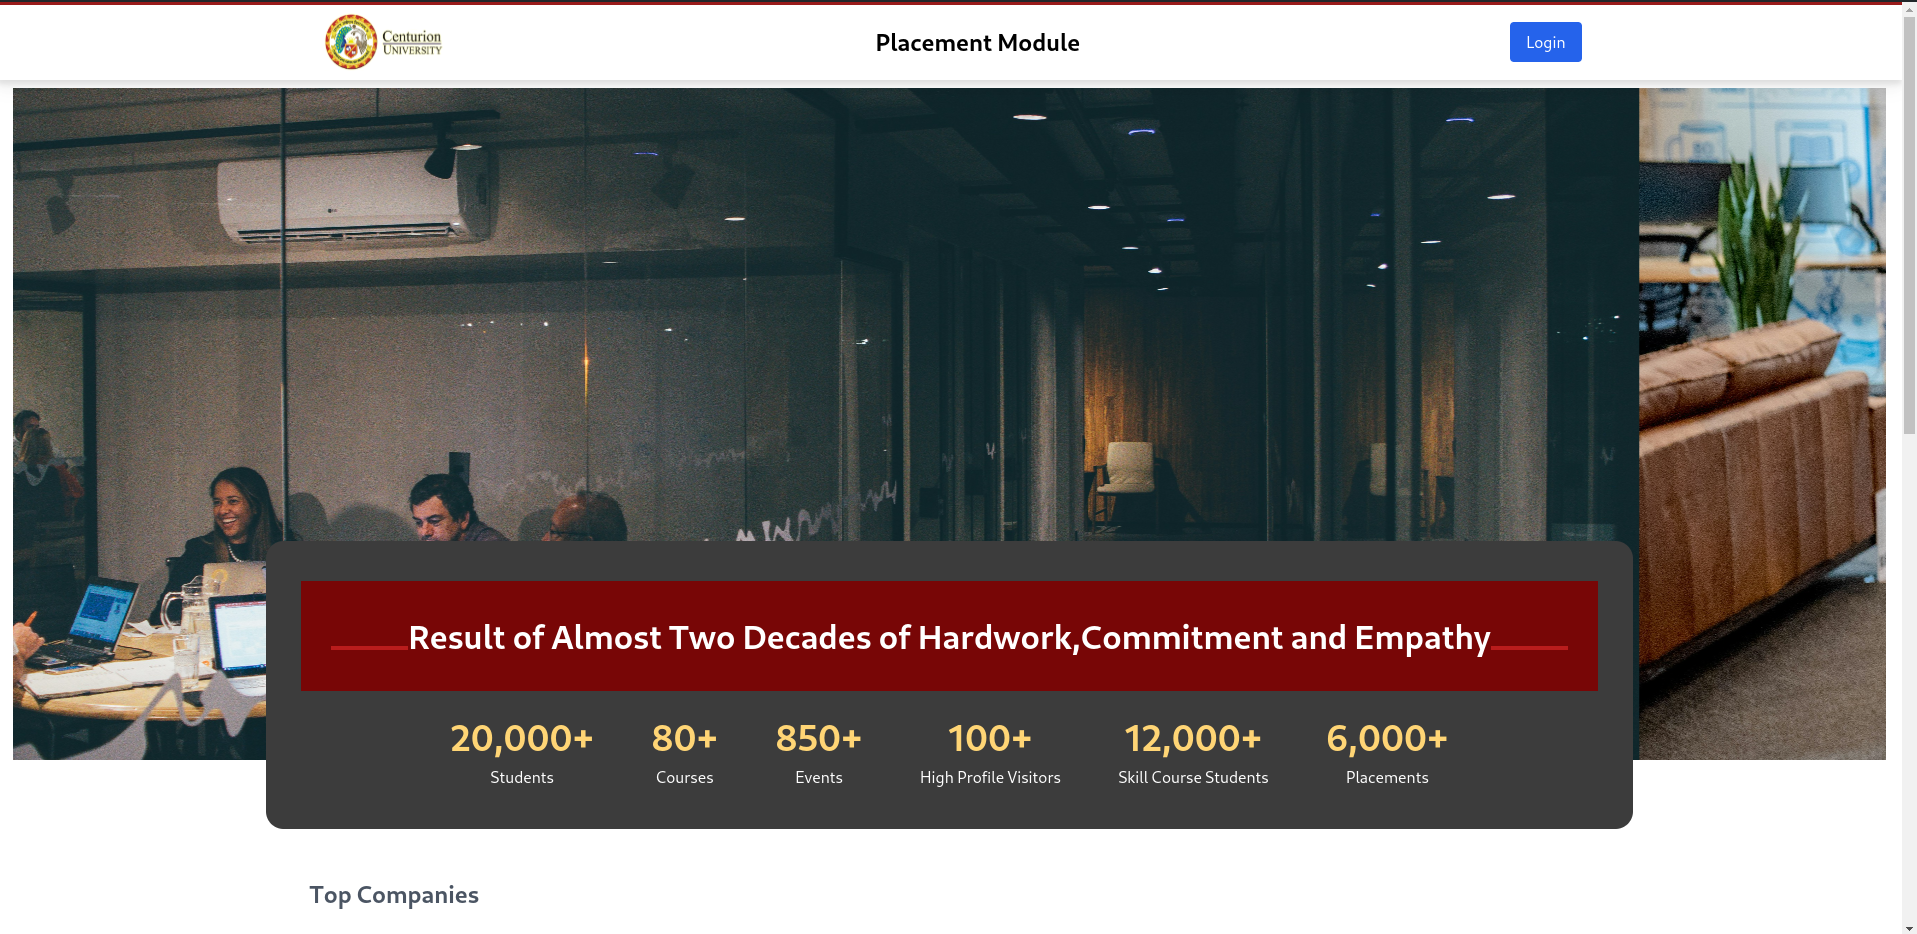 Centurion
UNIVERSITY
Placement Module
Login
Result of Almost Two Decades of Hardwork,Commitment and Empathy
20,000+
Students
80+
Courses
850+
Events
100+
High Profile Visitors
12,000+
Skill Course Students
6,000+
Placements
Top Companies